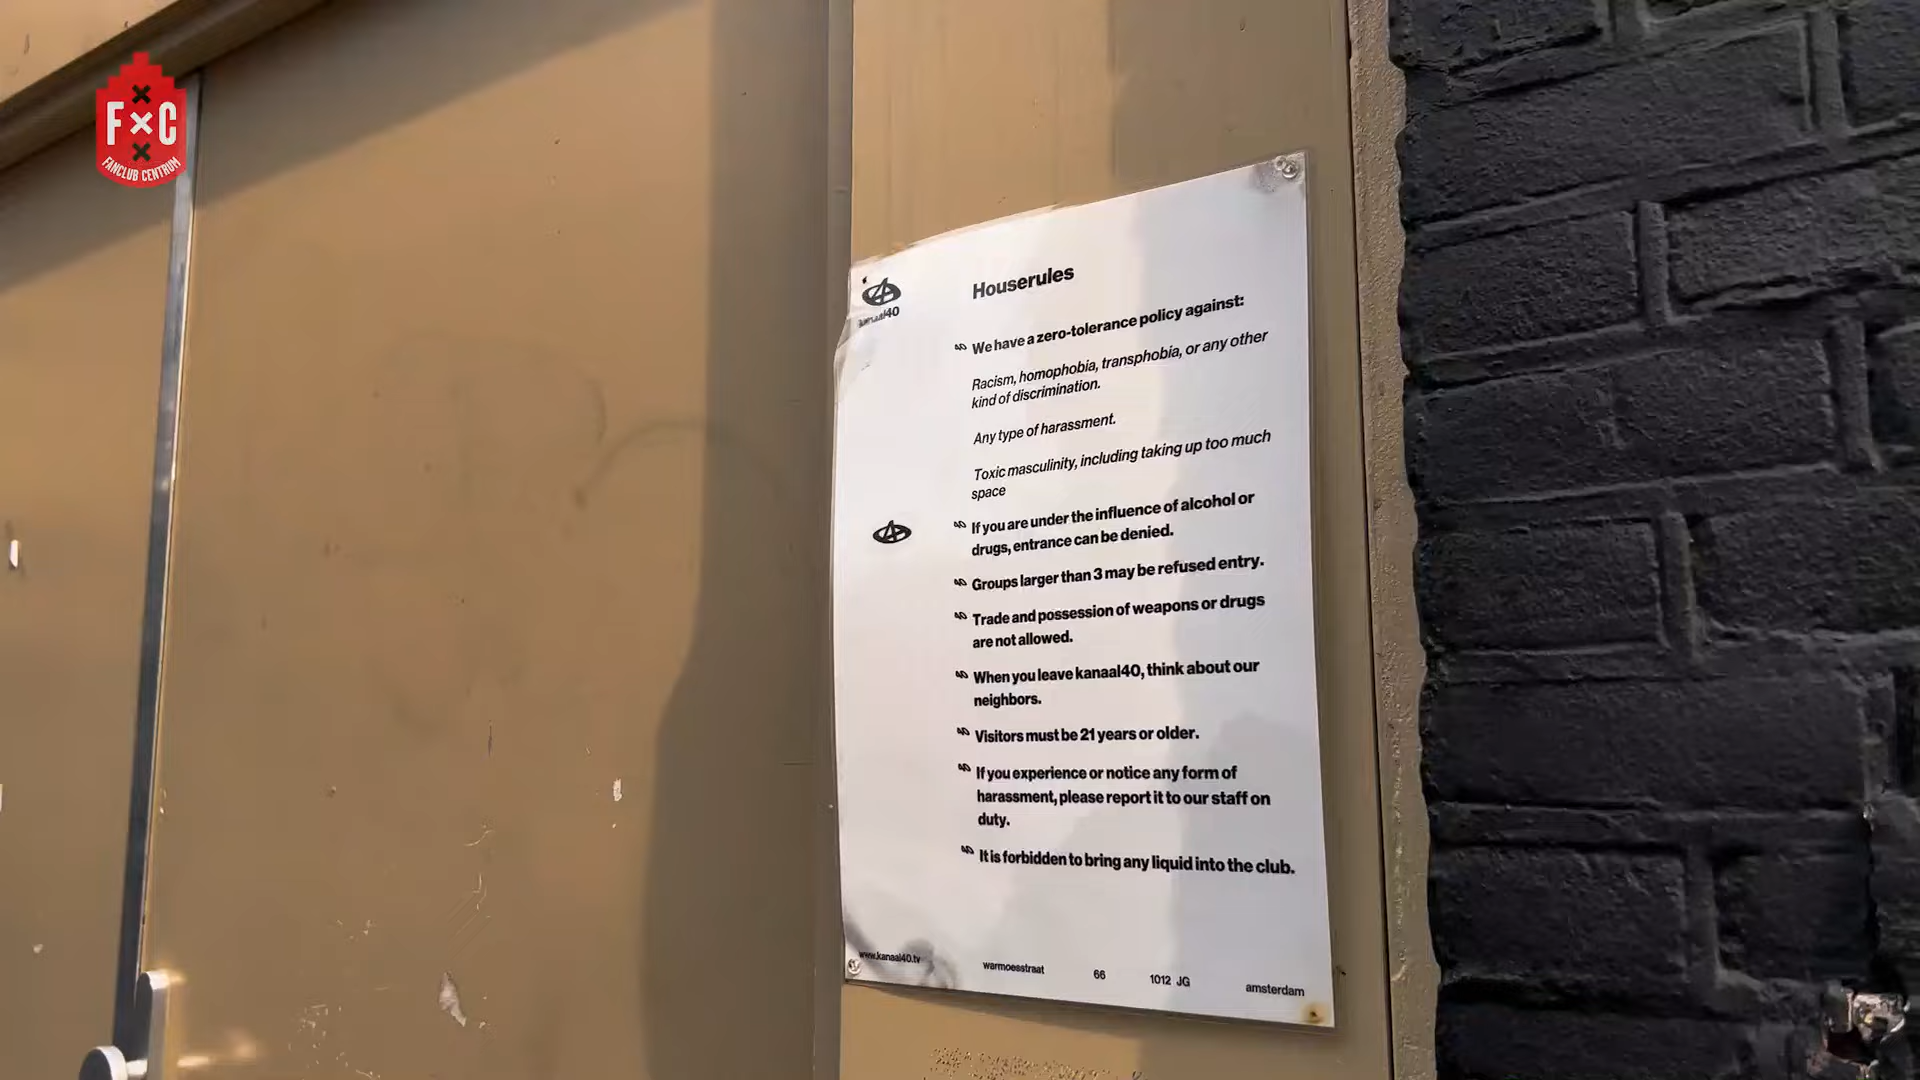 F C
FANCLUB CENTRUM
kanaal40
Houserules
We have a zero-tolerance policy against:
Racism, homophobia, transphobia, or any other
kind of discrimination.
Any type of harassment.
Toxic masculinity, including taking up too much
space
If you are under the influence of alcohol or
drugs, entrance can be denied.
Groups larger than 3 may be refused entry.
Trade and possession of weapons or drugs
are not allowed.
When you leave kanaal40, think about our
neighbors.
Visitors must be 21 years or older.
If you experience or notice any form of
harassment, please report it to our staff on
duty.
It is forbidden to bring any liquid into the club.
www.kanaal40.tv warmoesstraat 66 1012 JG amsterdam